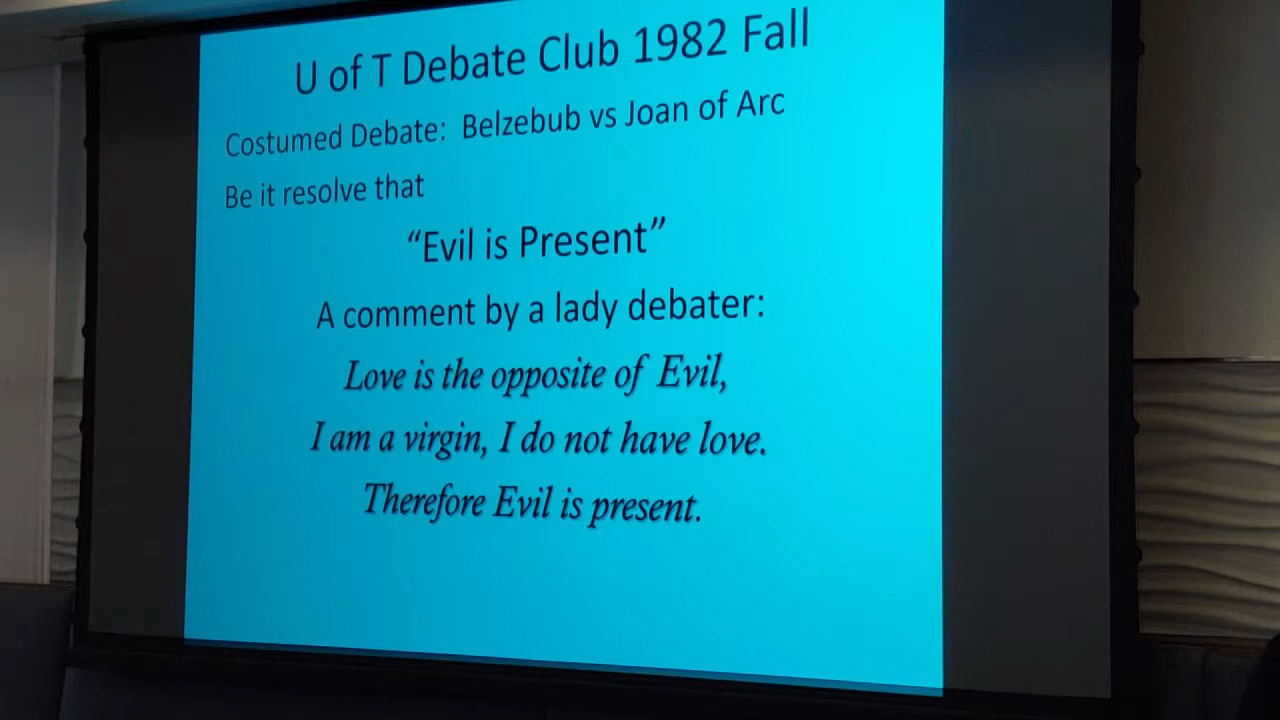 U of T Debate Club 1982 Fall
Costumed Debate: Belzebub vs Joan of Arc
Be it resolve that
“Evil is Present”
A comment by a lady debater:
Love is the opposite of Evil,
I am a virgin, I do not have love.
Therefore Evil is present.